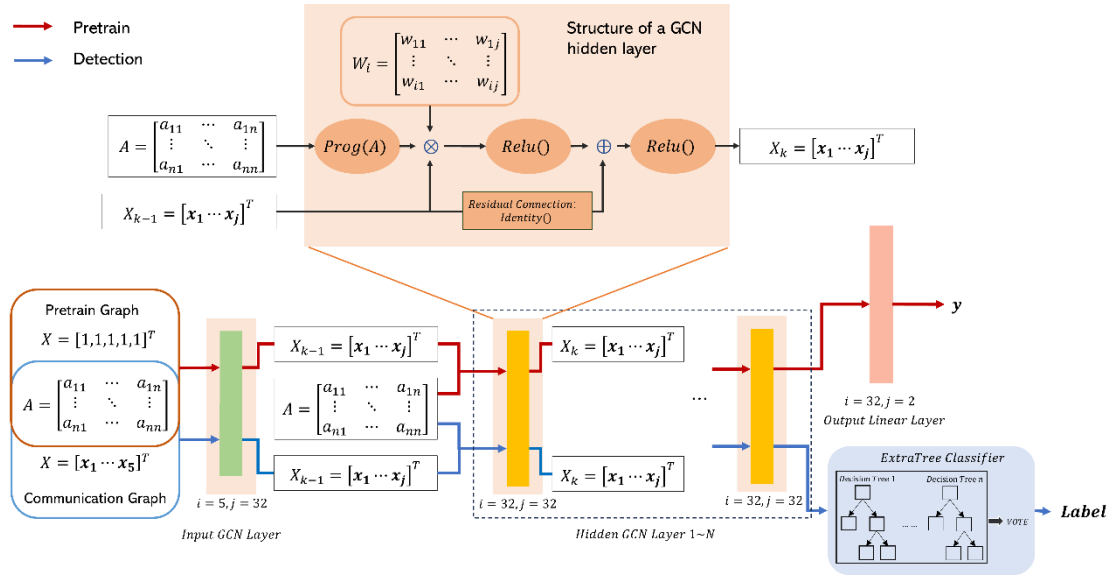 Pretrain
Detection
Structure of a GCN
hidden layer
W_i = [w_11 ⋯ w_1j
⋮ ⋱ ⋮
w_i1 ⋯ w_ij]
A = [a_11 ⋯ a_1n
⋮ ⋱ ⋮
a_n1 ⋯ a_nn]
Prog(A)
⊗
Relu()
⊕
Relu()
X_k = [x_1 ⋯ x_j]^T
X_{k-1} = [x_1 ⋯ x_j]^T
Residual Connection:
Identity()
Pretrain Graph
X = [1,1,1,1,1]^T
A = [a_11 ⋯ a_1n
⋮ ⋱ ⋮
a_n1 ⋯ a_nn]
X = [x_1 ⋯ x_5]^T
Communication Graph
i = 5, j = 32
Input GCN Layer
X_{k-1} = [x_1 ⋯ x_j]^T
A = [a_11 ⋯ a_1n
⋮ ⋱ ⋮
a_n1 ⋯ a_nn]
X_{k-1} = [x_1 ⋯ x_j]^T
i = 32, j = 32
X_k = [x_1 ⋯ x_j]^T
X_k = [x_1 ⋯ x_j]^T
⋯
i = 32, j = 32
Hidden GCN Layer 1~N
y
i = 32, j = 2
Output Linear Layer
ExtraTree Classifier
Decision Tree 1
Decision Tree n
... ...
VOTE
Label